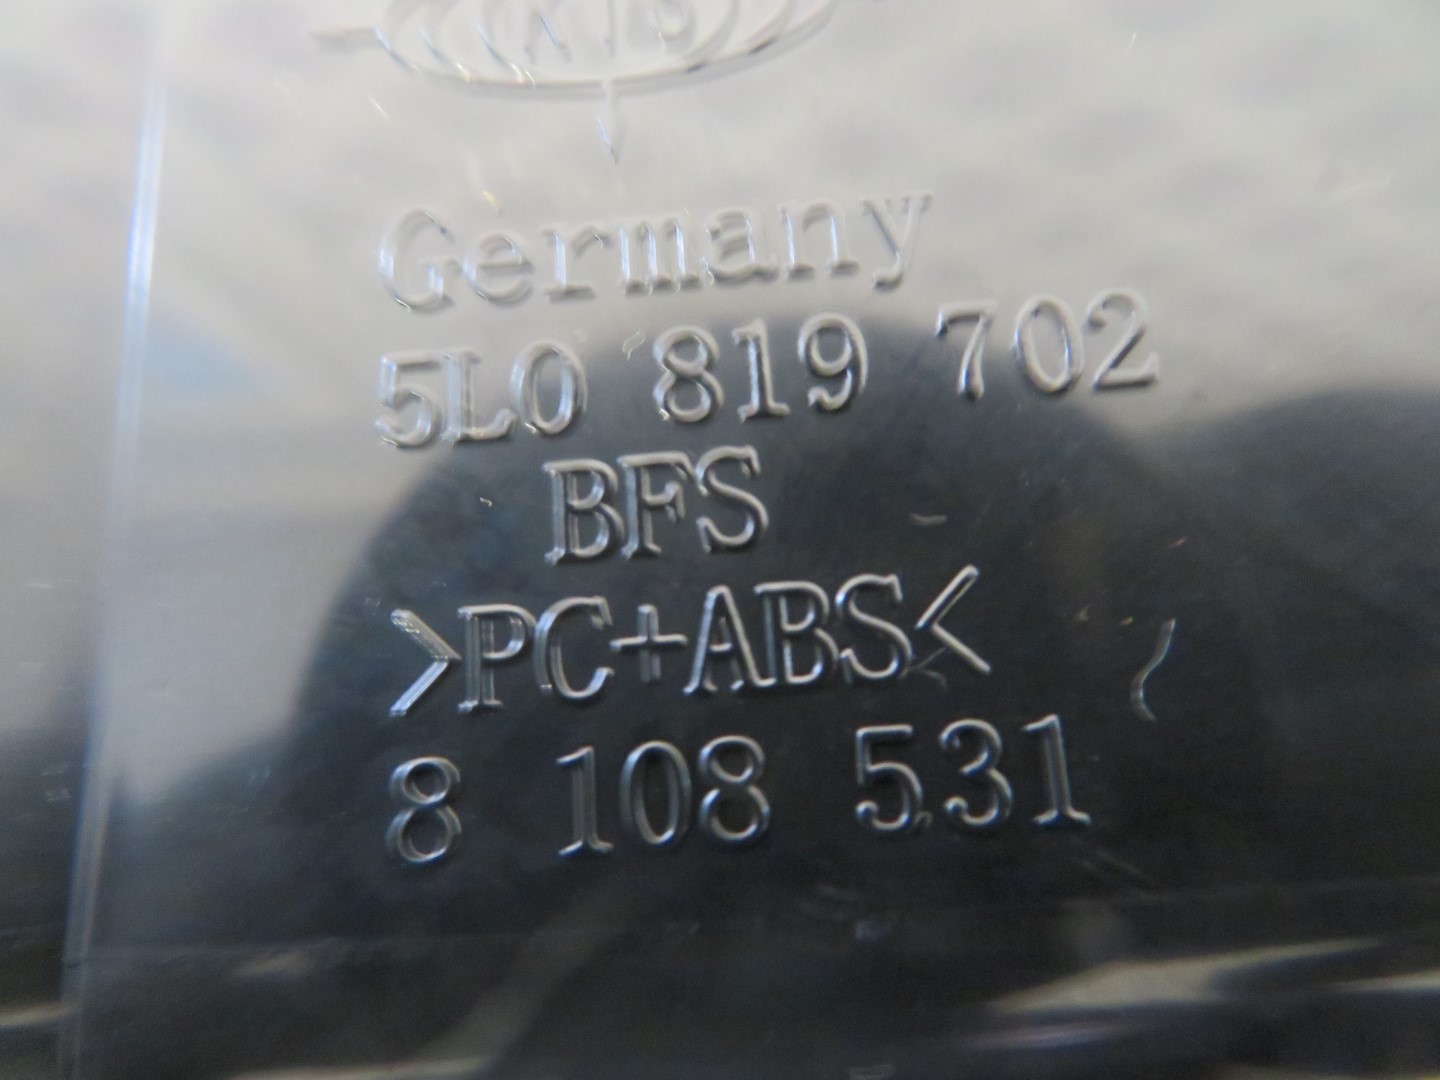 Germany
5L0 819 702
BFS
>PC+ABS<
8 108 531